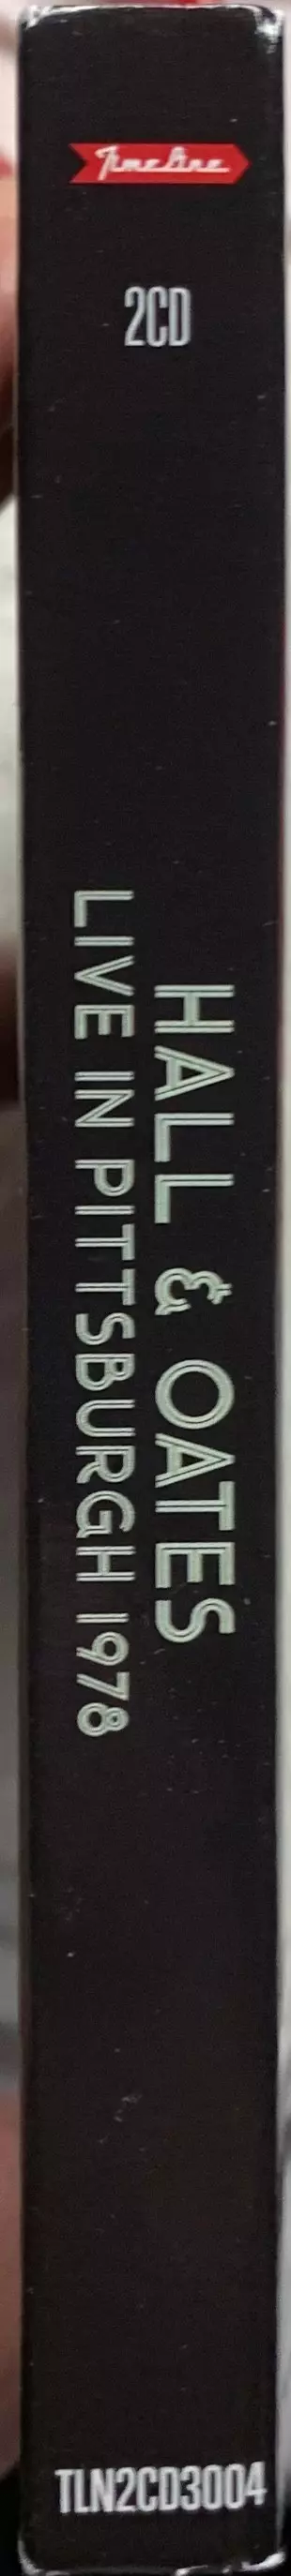 TimeLine
2CD
HALL & OATES
LIVE IN PITTSBURGH 1978
TLN2CD3004